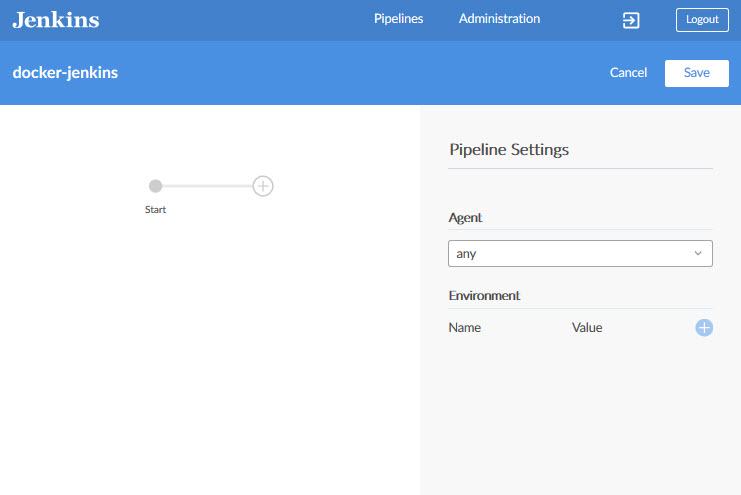 Jenkins
Pipelines
Administration
Logout
docker-jenkins
Cancel
Save
Start
Pipeline Settings
Agent
any
Environment
Name
Value